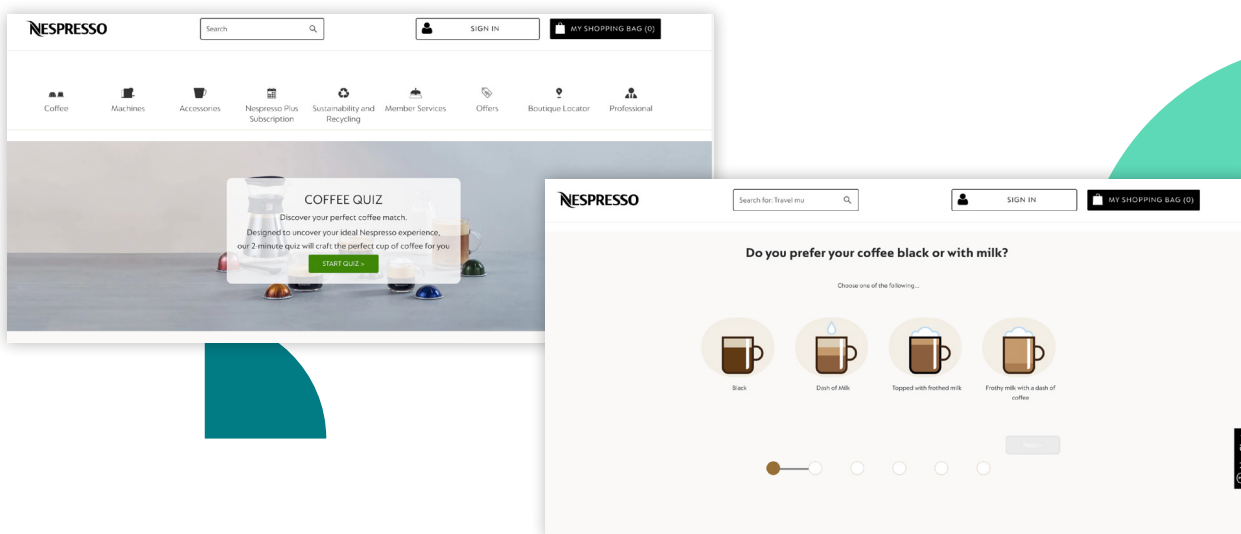 NESPRESSO
Search
SIGN IN
MY SHOPPING BAG (0)
Coffee
Machines
Accessories
Nespresso Plus
Subscription
Sustainability and
Recycling
Member Services
Offers
Boutique Locator
Professional
COFFEE QUIZ
Discover your perfect coffee match.
Designed to uncover your ideal Nespresso experience,
our 2-minute quiz will craft the perfect cup of coffee for you
START QUIZ >
NESPRESSO
Search for: Travel mu
SIGN IN
MY SHOPPING BAG (0)
Do you prefer your coffee black or with milk?
Choose one of the following...
Black
Dash of Milk
Topped with frothed milk
Frothy milk with a dash of
coffee